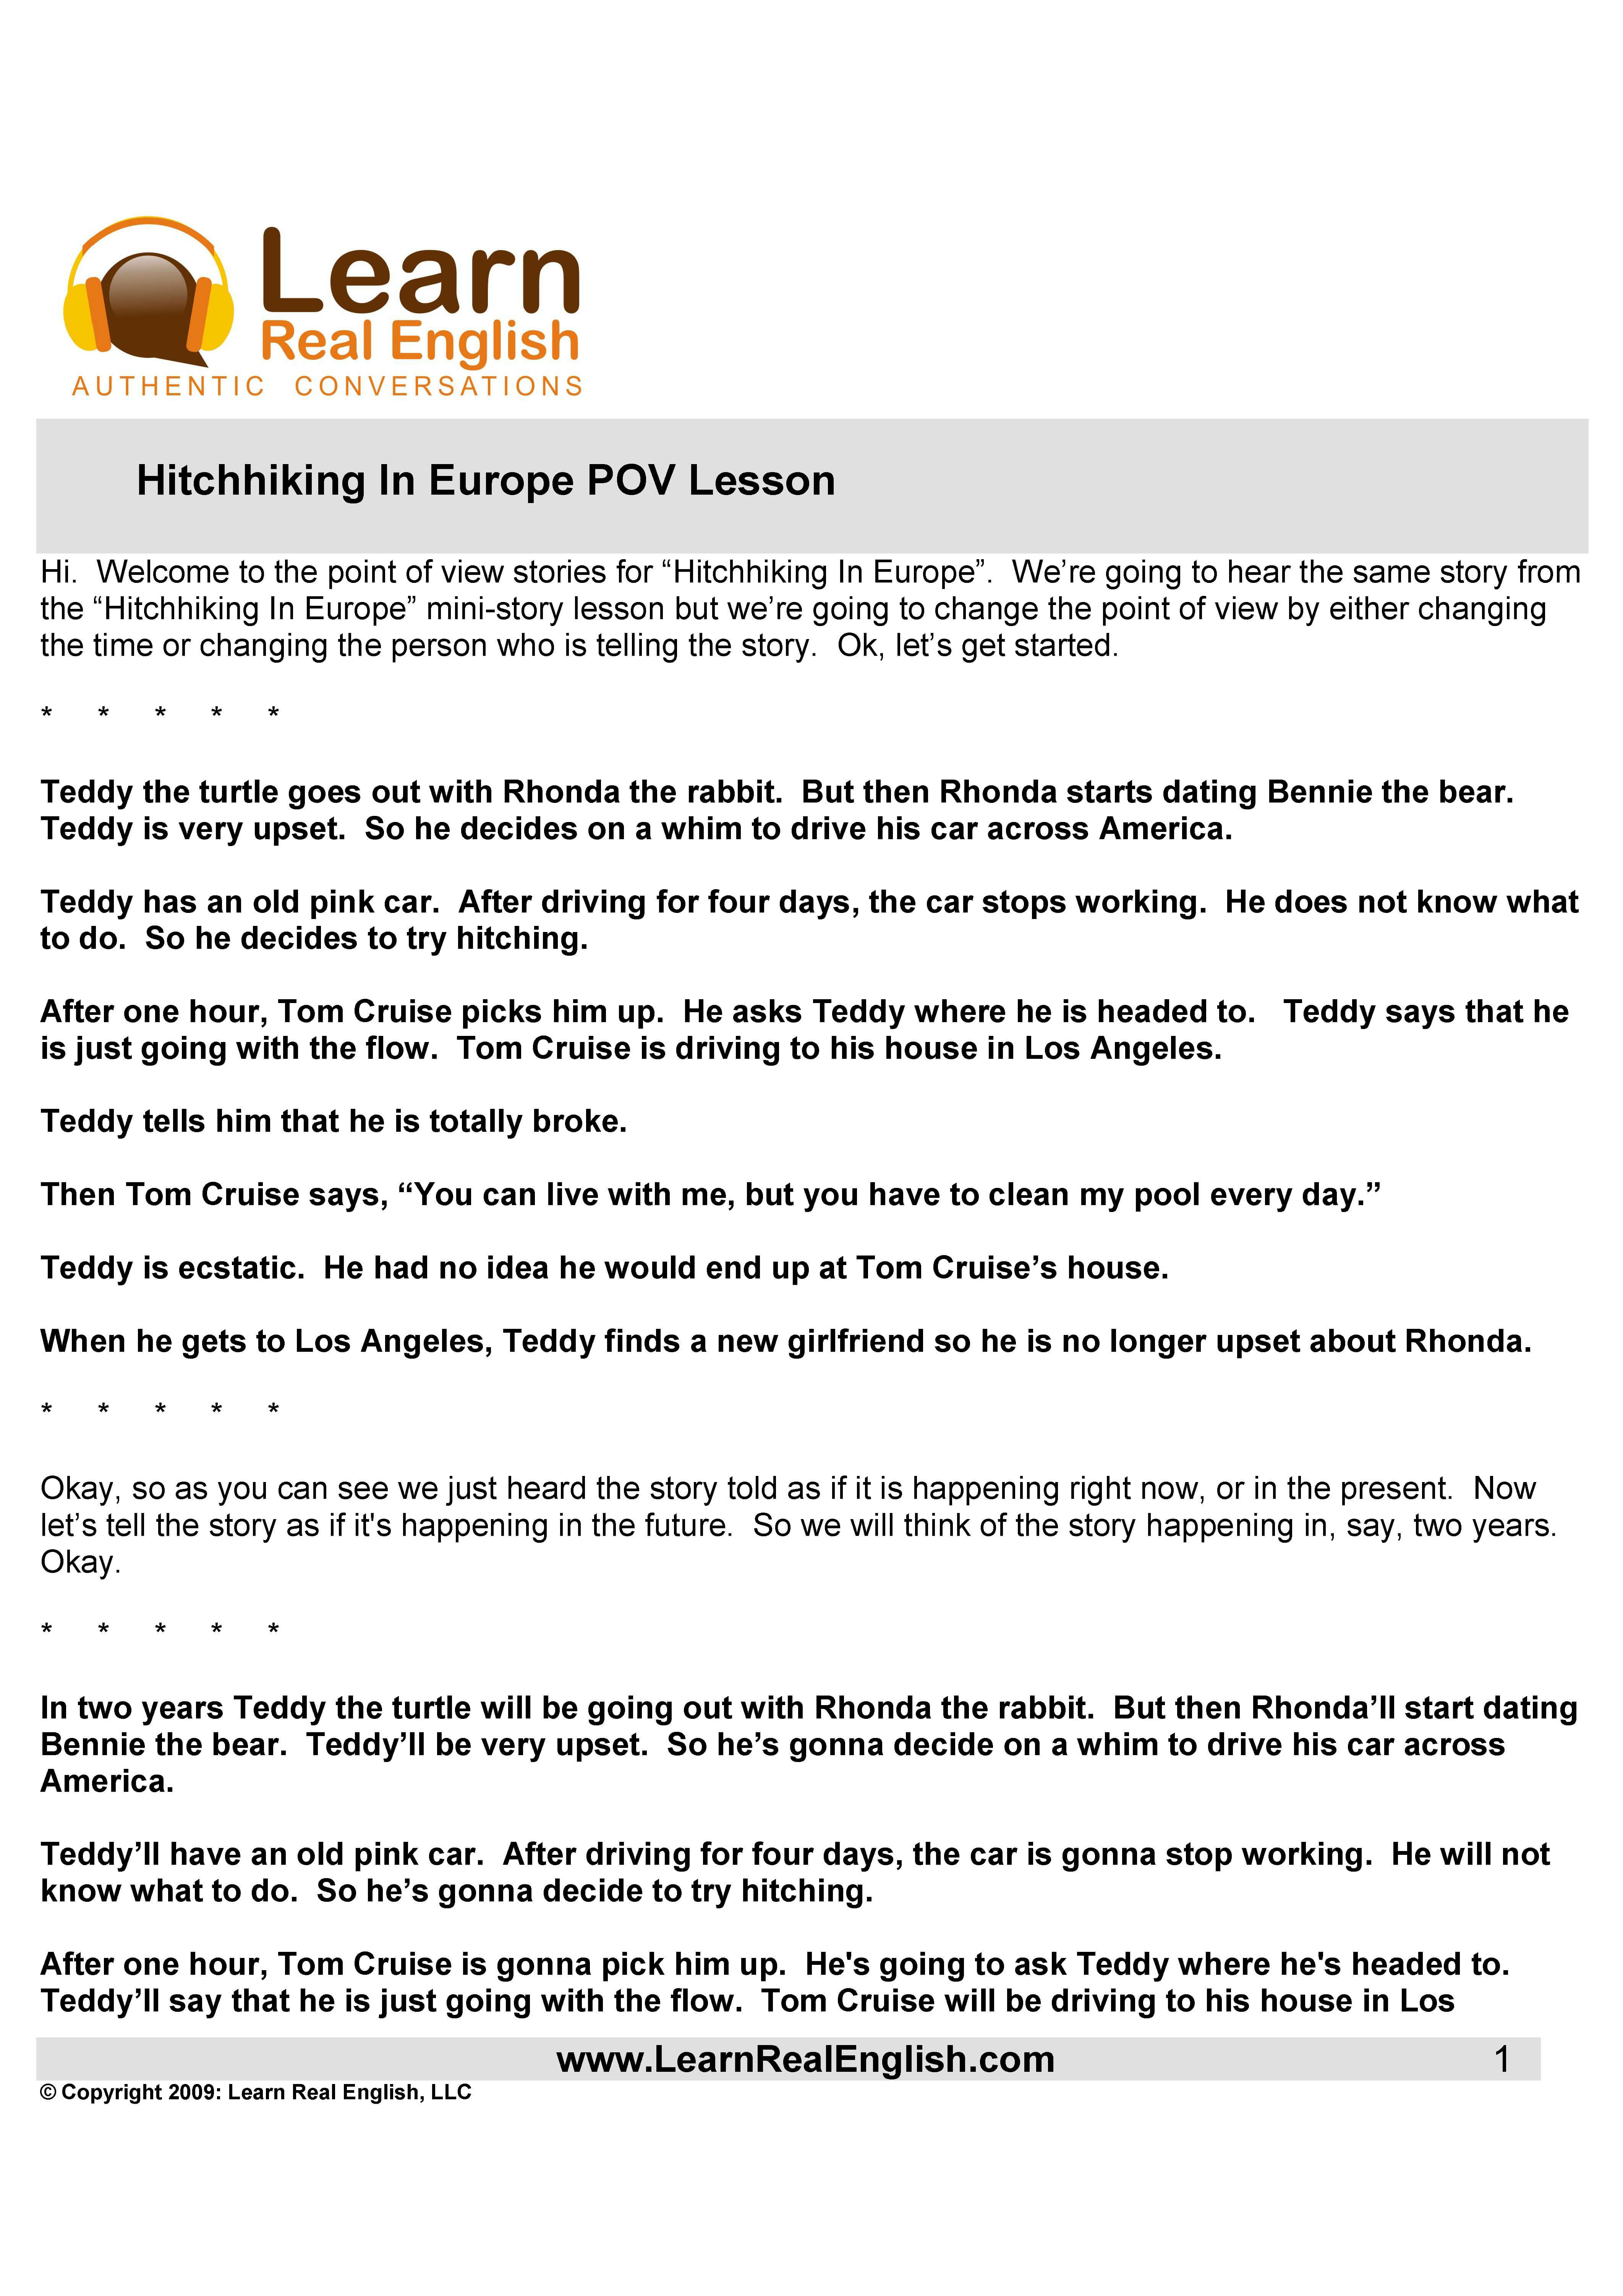 Learn
Real English
AUTHENTIC CONVERSATIONS
Hitchhiking In Europe POV Lesson
Hi.  Welcome to the point of view stories for “Hitchhiking In Europe”.  We’re going to hear the same story from
the “Hitchhiking In Europe” mini-story lesson but we’re going to change the point of view by either changing
the time or changing the person who is telling the story.  Ok, let’s get started.
* * * * *
Teddy the turtle goes out with Rhonda the rabbit.  But then Rhonda starts dating Bennie the bear.
Teddy is very upset.  So he decides on a whim to drive his car across America.
Teddy has an old pink car.  After driving for four days, the car stops working.  He does not know what
to do.  So he decides to try hitching.
After one hour, Tom Cruise picks him up.  He asks Teddy where he is headed to.   Teddy says that he
is just going with the flow.  Tom Cruise is driving to his house in Los Angeles.
Teddy tells him that he is totally broke.
Then Tom Cruise says, “You can live with me, but you have to clean my pool every day.”
Teddy is ecstatic.  He had no idea he would end up at Tom Cruise’s house.
When he gets to Los Angeles, Teddy finds a new girlfriend so he is no longer upset about Rhonda.
* * * * *
Okay, so as you can see we just heard the story told as if it is happening right now, or in the present.  Now
let’s tell the story as if it's happening in the future.  So we will think of the story happening in, say, two years.
Okay.
* * * * *
In two years Teddy the turtle will be going out with Rhonda the rabbit.  But then Rhonda’ll start dating
Bennie the bear.  Teddy’ll be very upset.  So he’s gonna decide on a whim to drive his car across
America.
Teddy’ll have an old pink car.  After driving for four days, the car is gonna stop working.  He will not
know what to do.  So he’s gonna decide to try hitching.
After one hour, Tom Cruise is gonna pick him up.  He's going to ask Teddy where he's headed to.
Teddy’ll say that he is just going with the flow.  Tom Cruise will be driving to his house in Los
www.LearnRealEnglish.com 1
© Copyright 2009: Learn Real English, LLC